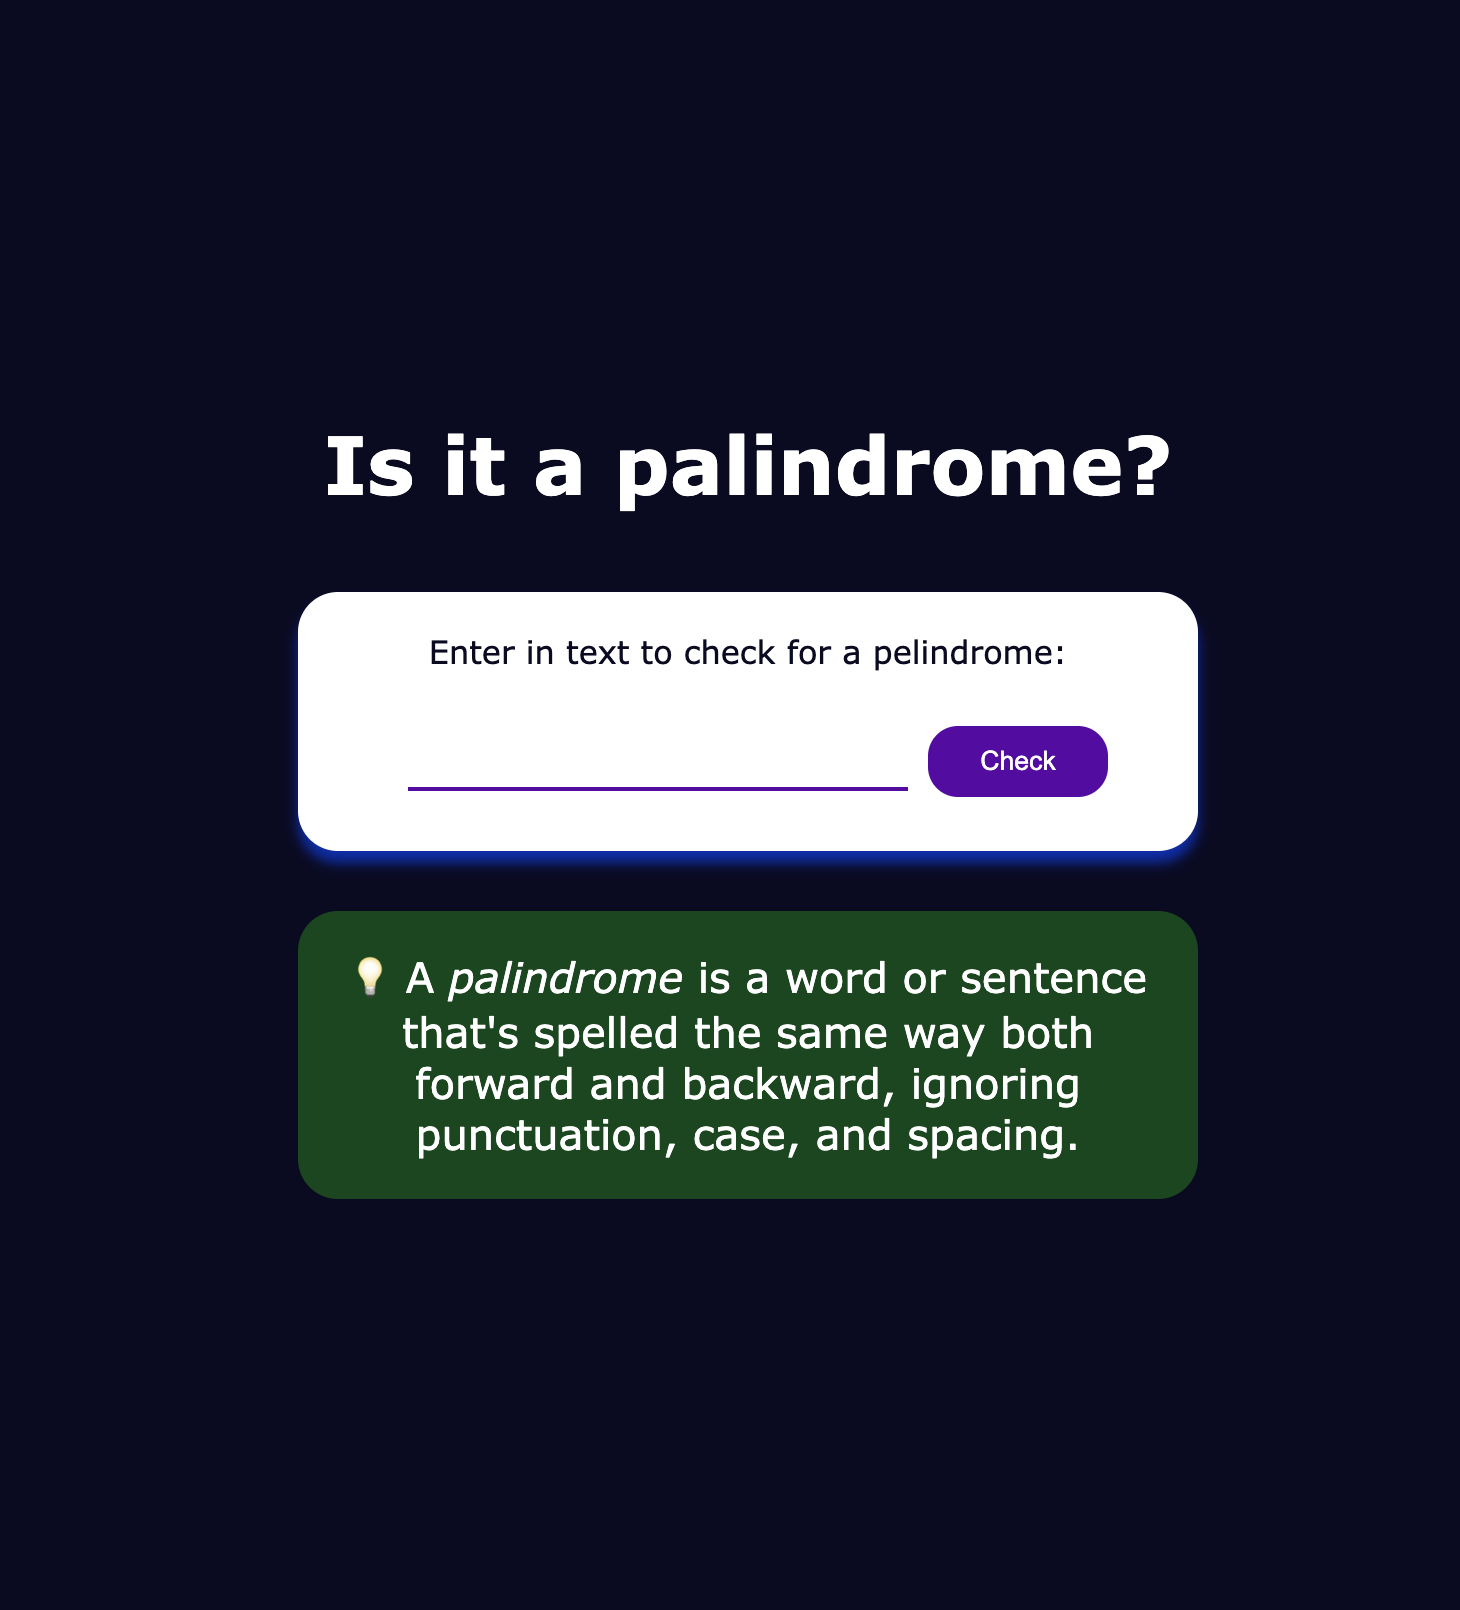 Is it a palindrome?
Enter in text to check for a pelindrome:
Check
💡 A palindrome is a word or sentence
that's spelled the same way both
forward and backward, ignoring
punctuation, case, and spacing.